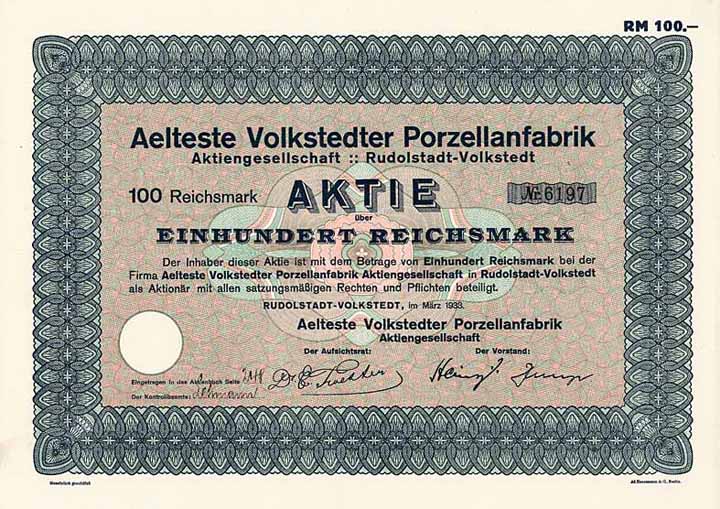 RM 100.—
Aelteste Volkstedter Porzellanfabrik
Aktiengesellschaft :: Rudolstadt-Volkstedt
100 Reichsmark AKTIE № 6197
über
EINHUNDERT REICHSMARK
Der Inhaber dieser Aktie ist mit dem Betrage von Einhundert Reichsmark bei der
Firma Aelteste Volkstedter Porzellanfabrik Aktiengesellschaft in Rudolstadt-Volkstedt
als Aktionär mit allen satzungsmäßigen Rechten und Pflichten beteiligt.
RUDOLSTADT-VOLKSTEDT, im März 1933.
Aelteste Volkstedter Porzellanfabrik
Aktiengesellschaft
Der Aufsichtsrat: Der Vorstand:
Eingetragen in das Aktienbuch Seite
Der Kontrollbeamte: Lehmann
Gesetzlich geschützt